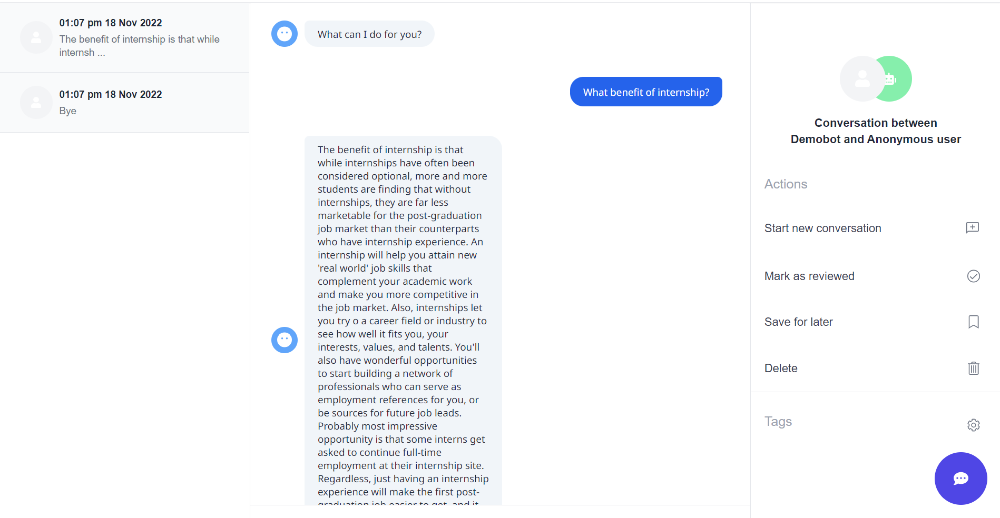 01:07 pm 18 Nov 2022
The benefit of internship is that while
internsh ...
01:07 pm 18 Nov 2022
Bye
What can I do for you?
What benefit of internship?
The benefit of internship is that
while internships have often been
considered optional, more and more
students are finding that without
internships, they are far less
marketable for the post-graduation
job market than their counterparts
who have internship experience. An
internship will help you attain new
'real world' job skills that
complement your academic work
and make you more competitive in
the job market. Also, internships let
you try o a career field or industry to
see how well it fits you, your
interests, values, and talents. You'll
also have wonderful opportunities
to start building a network of
professionals who can serve as
employment references for you, or
be sources for future job leads.
Probably most impressive
opportunity is that some interns get
asked to continue full-time
employment at their internship site.
Regardless, just having an internship
experience will make the first post-
graduation job easier to get, and it
Conversation between
Demobot and Anonymous user
Actions
Start new conversation
Mark as reviewed
Save for later
Delete
Tags